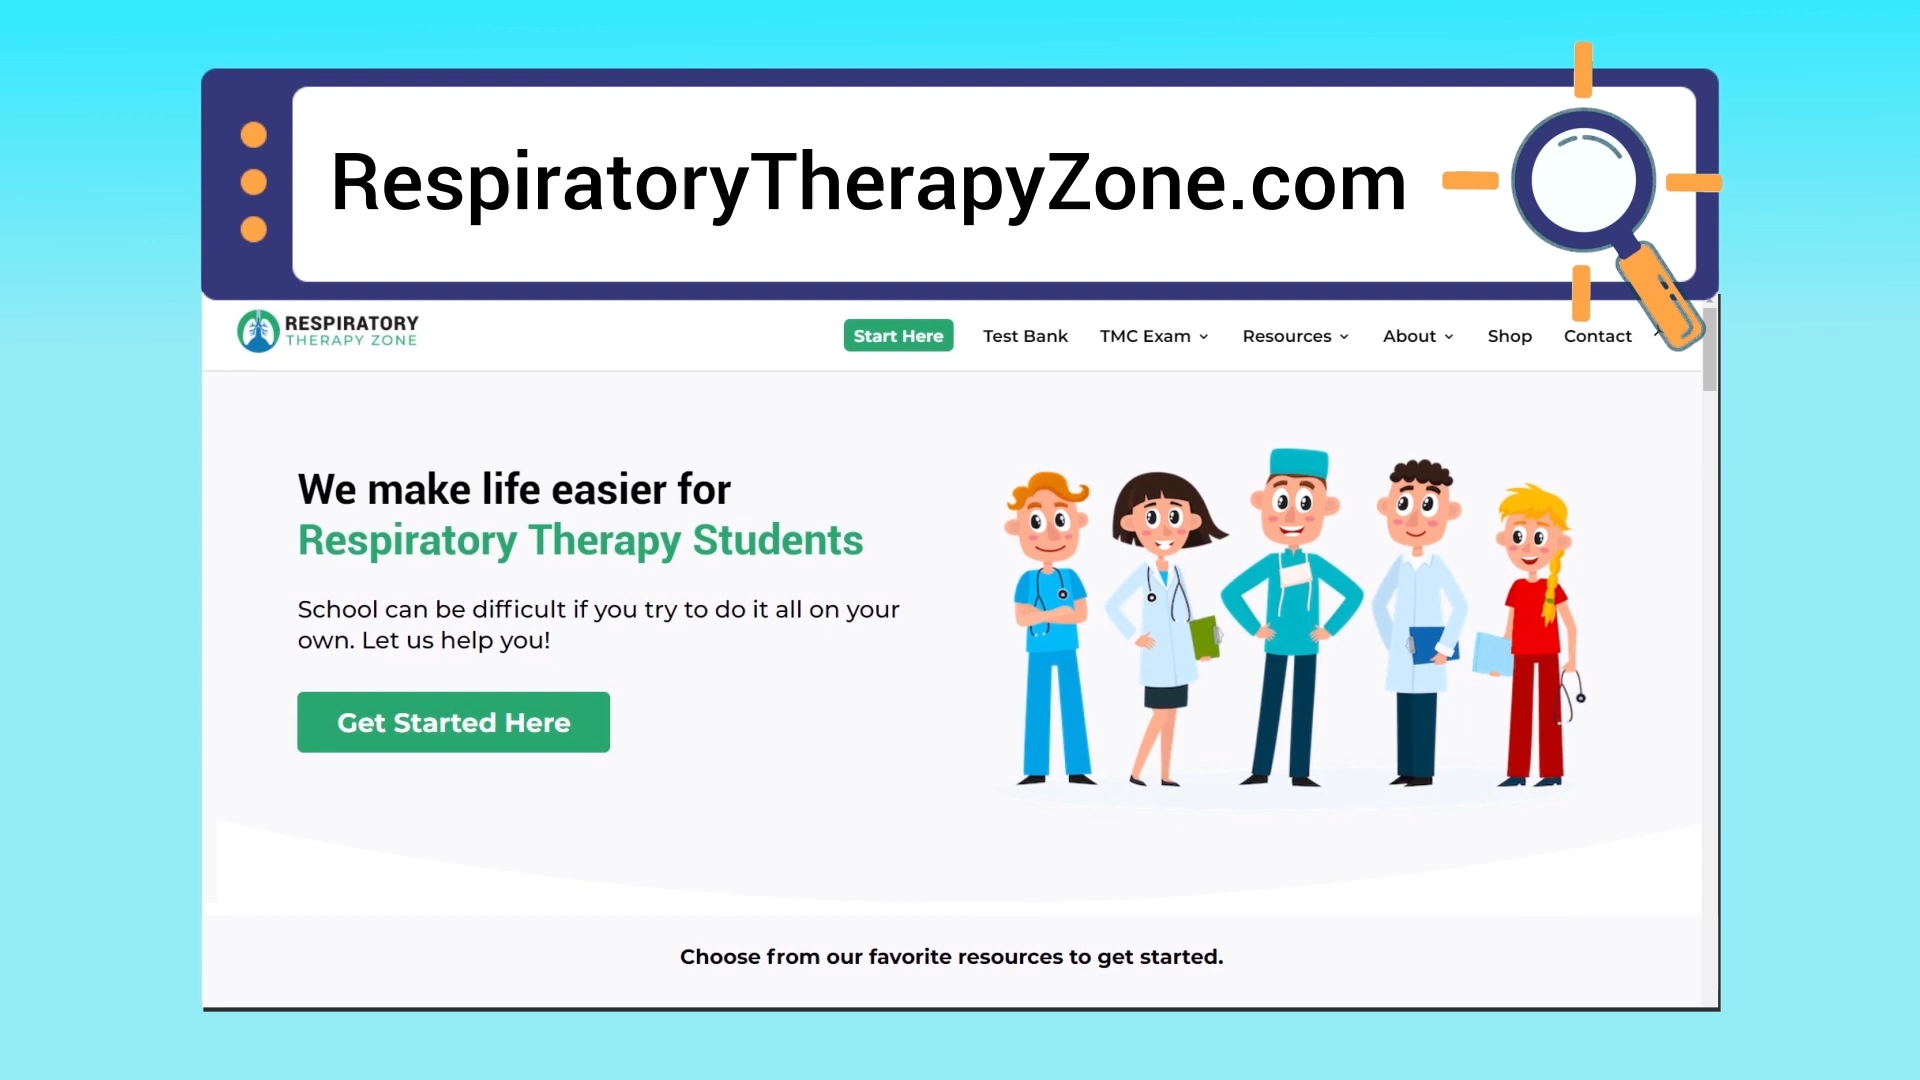 RespiratoryTherapyZone.com
RESPIRATORY
THERAPY ZONE
Start Here Test Bank TMC Exam Resources About Shop Contact
We make life easier for
Respiratory Therapy Students
School can be difficult if you try to do it all on your
own. Let us help you!
Get Started Here
Choose from our favorite resources to get started.